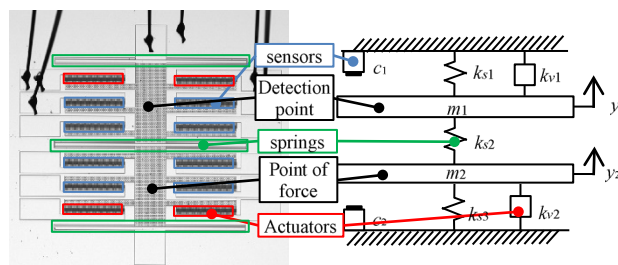 sensors
Detection
point
springs
Point of
force
Actuators
c1
ks1
kv1
m1
y
ks2
m2
y2
c2
ks3
kv2